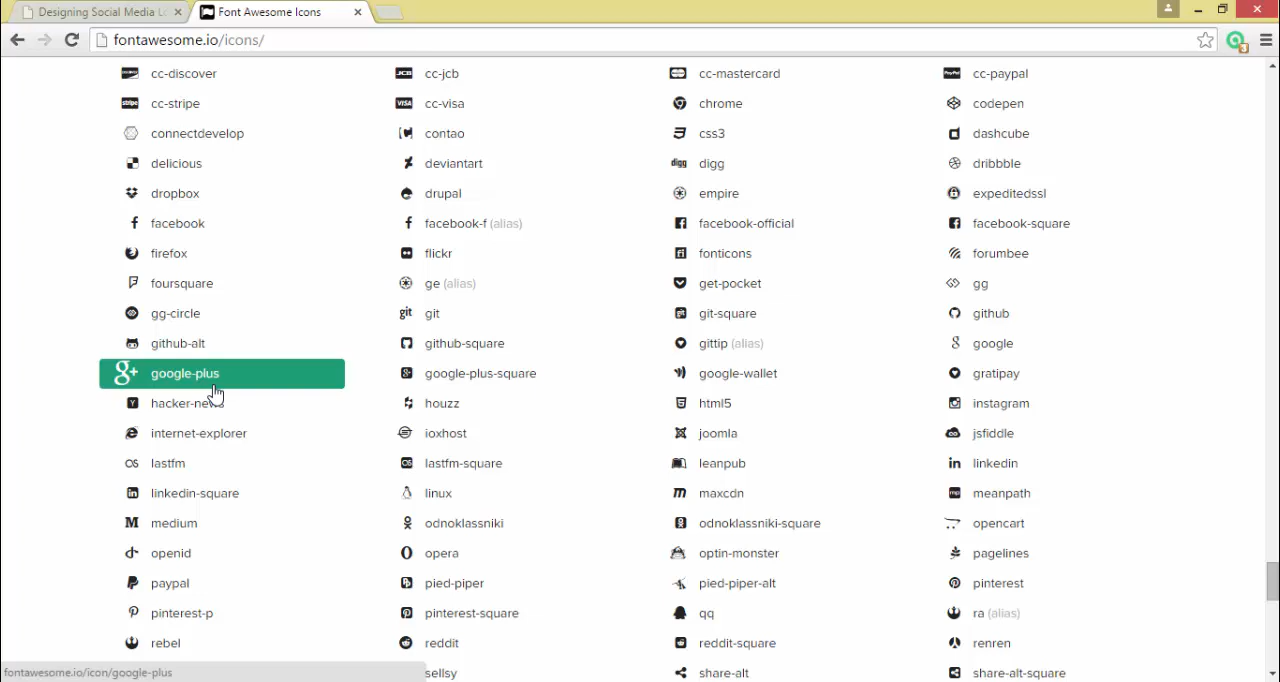 Designing Social Media Lo
Font Awesome Icons
fontawesome.io/icons/
cc-discover cc-jcb cc-mastercard cc-paypal
cc-stripe cc-visa chrome codepen
connectdevelop contao css3 dashcube
delicious deviantart digg dribbble
dropbox drupal empire expeditedssl
facebook facebook-f (alias) facebook-official facebook-square
firefox flickr fonticons forumbee
foursquare ge (alias) get-pocket gg
gg-circle git git-square github
github-alt github-square gittip (alias) google
google-plus google-plus-square google-wallet gratipay
hacker-news houzz html5 instagram
internet-explorer ioxhost joomla jsfiddle
lastfm lastfm-square leanpub linkedin
linkedin-square linux maxcdn meanpath
medium odnoklassniki odnoklassniki-square opencart
openid opera optin-monster pagelines
paypal pied-piper pied-piper-alt pinterest
pinterest-p pinterest-square qq ra (alias)
rebel reddit reddit-square renren
fontawesome.io/icon/google-plus sellsy share-alt share-alt-square